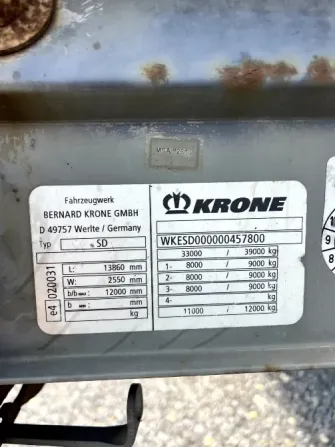 Fahrzeugwerk
BERNARD KRONE GMBH
D 49757 Werlte / Germany
Typ SD
e4 020031
L: 13860 mm
W: 2550 mm
b/b MAX: 12000 mm
b mm
kg
KRONE
WKESD000000457800
33000 / 39000 kg
1- 8000 9000 kg
2- 8000 9000 kg
3- 8000 9000 kg
4-
11000 / 12000 kg
9
8